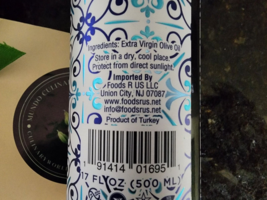 Ingredients: Extra Virgin Olive Oil
Store in a dry, cool place.
Protect from direct sunlight.
Imported By
Foods R US LLC
Union City, NJ 07087
www.foodsrus.net
info@foodsrus.net
Product of Turkey
91414 01695
17 FL OZ (500 ML)